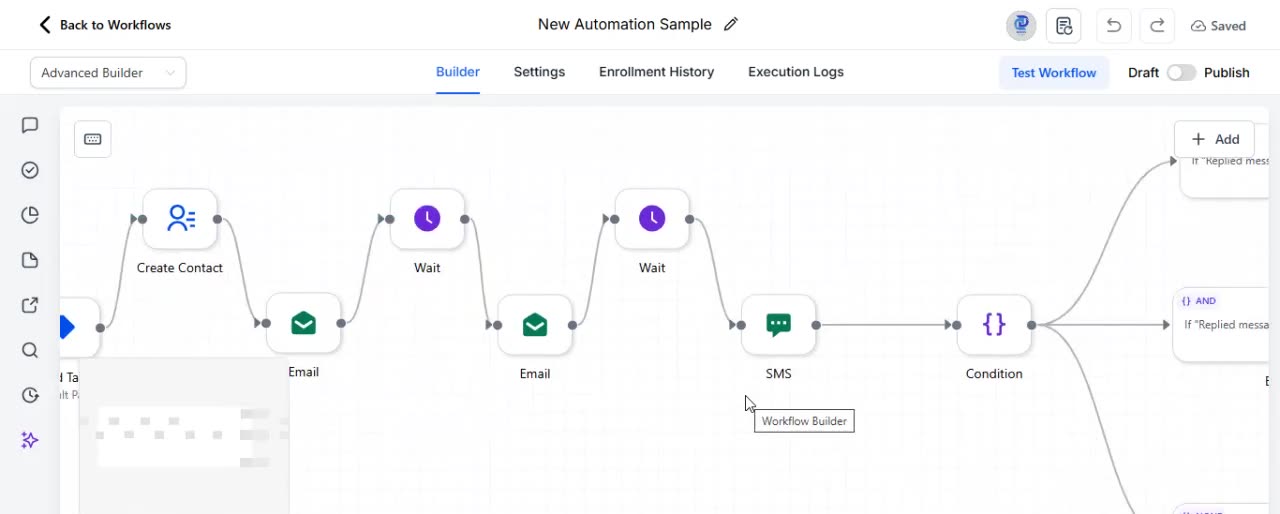 Back to Workflows
New Automation Sample
Saved
Advanced Builder
Builder
Settings
Enrollment History
Execution Logs
Test Workflow
Draft
Publish
Add
If "Replied mess
Create Contact
Wait
Wait
{} AND
If "Replied messa
d Ta
Email
Email
SMS
Condition
Workflow Builder